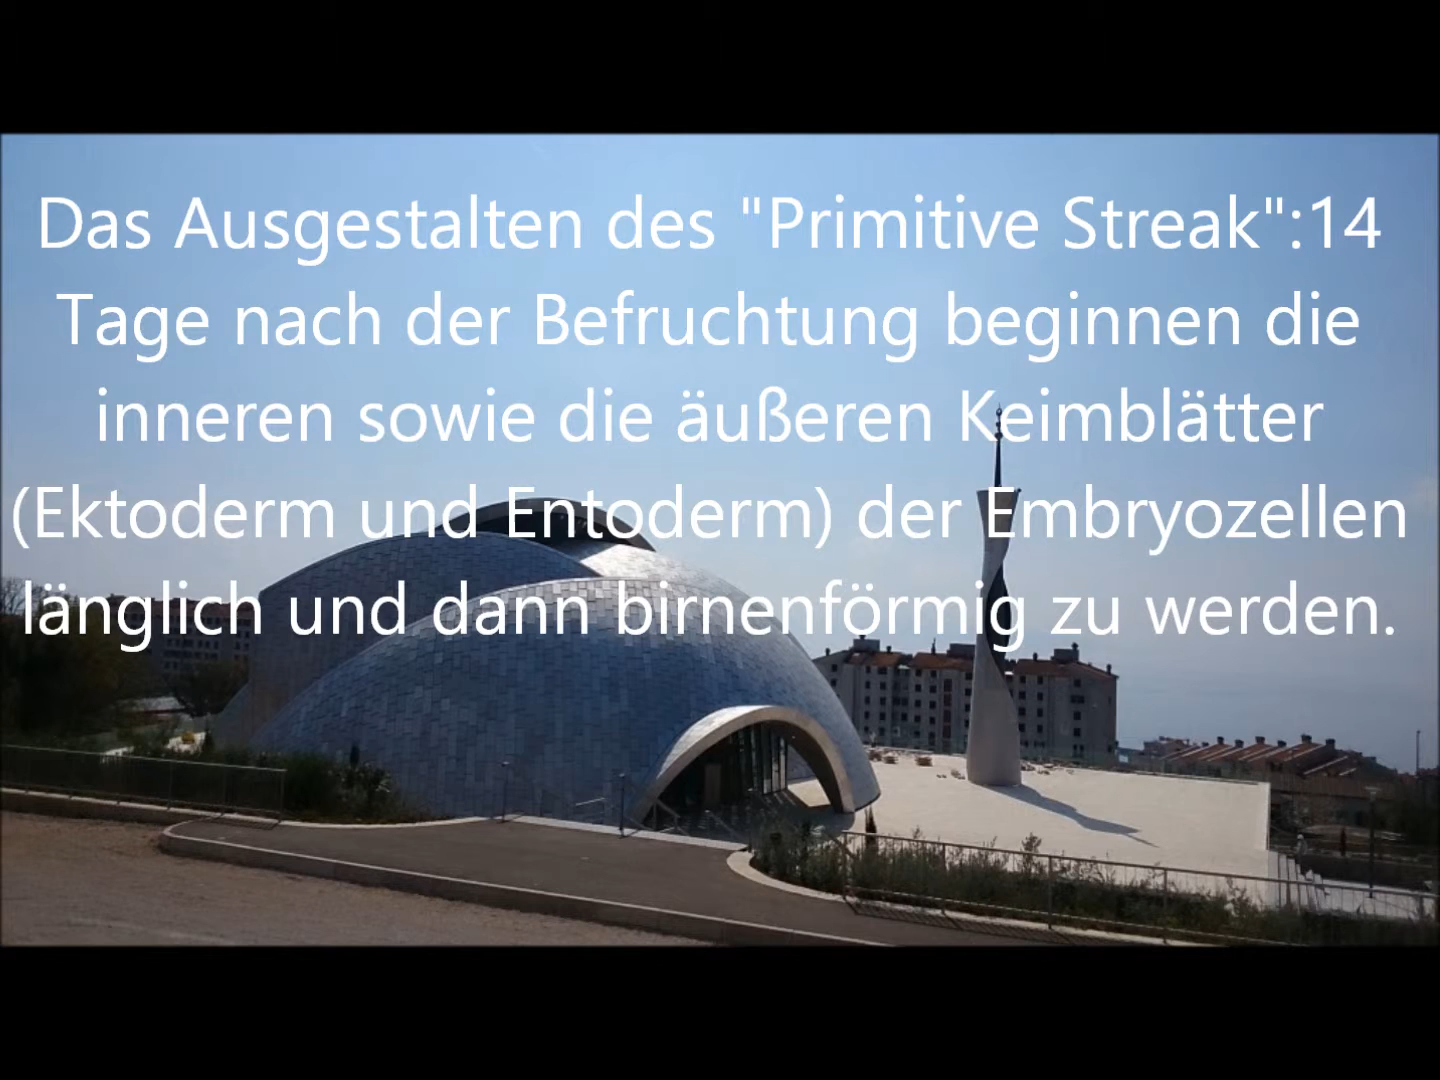 Das Ausgestalten des "Primitive Streak":14
Tage nach der Befruchtung beginnen die
inneren sowie die äußeren Keimblätter
(Ektoderm und Entoderm) der Embryozellen
länglich und dann birnenförmig zu werden.